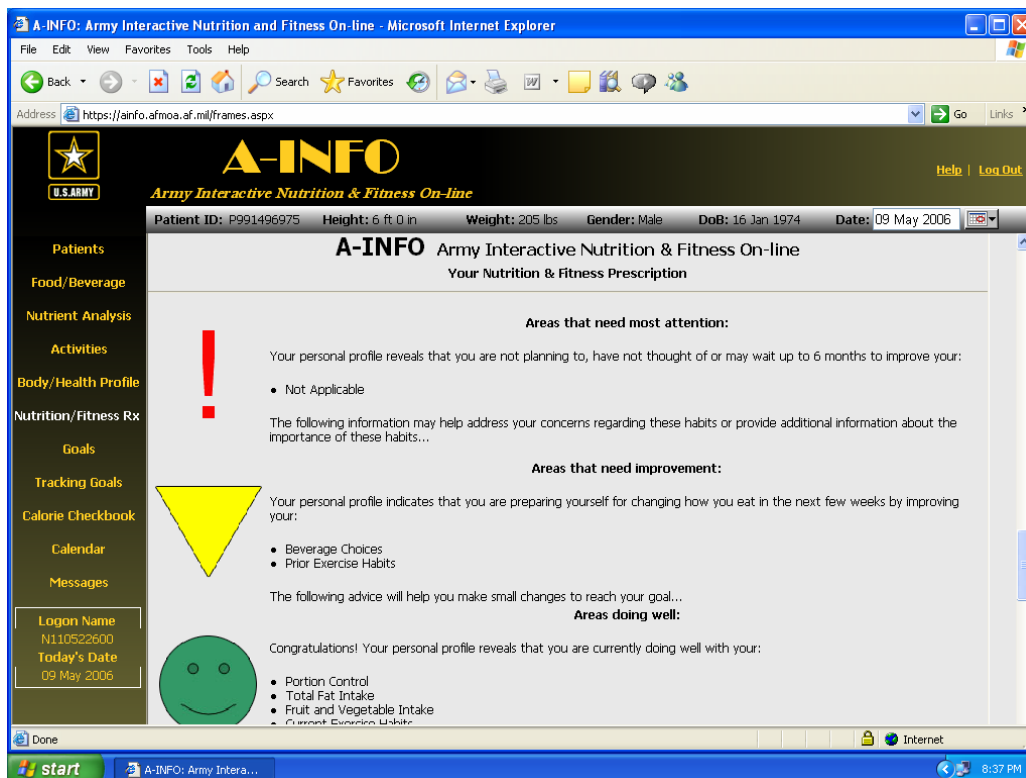 A-INFO: Army Interactive Nutrition and Fitness On-line - Microsoft Internet Explorer
File Edit View Favorites Tools Help
Back Search Favorites
Address https://ainfo.afmoa.af.mil/frames.aspx Go Links
U.S.ARMY
A-INFO
Army Interactive Nutrition & Fitness On-line
Help | Log Out
Patient ID: P991496975 Height: 6 ft 0 in Weight: 205 lbs Gender: Male DoB: 16 Jan 1974 Date: 09 May 2006
Patients
Food/Beverage
Nutrient Analysis
Activities
Body/Health Profile
Nutrition/Fitness Rx
Goals
Tracking Goals
Calorie Checkbook
Calendar
Messages
Logon Name
N110522600
Today's Date
09 May 2006
A-INFO Army Interactive Nutrition & Fitness On-line
Your Nutrition & Fitness Prescription
Areas that need most attention:
!
Your personal profile reveals that you are not planning to, have not thought of or may wait up to 6 months to improve your:
• Not Applicable
The following information may help address your concerns regarding these habits or provide additional information about the
importance of these habits...
Areas that need improvement:
Your personal profile indicates that you are preparing yourself for changing how you eat in the next few weeks by improving
your:
• Beverage Choices
• Prior Exercise Habits
The following advice will help you make small changes to reach your goal...
Areas doing well:
Congratulations! Your personal profile reveals that you are currently doing well with your:
• Portion Control
• Total Fat Intake
• Fruit and Vegetable Intake
• Current Exercise Habits
Done Internet
start A-INFO: Army Intera... 8:37 PM